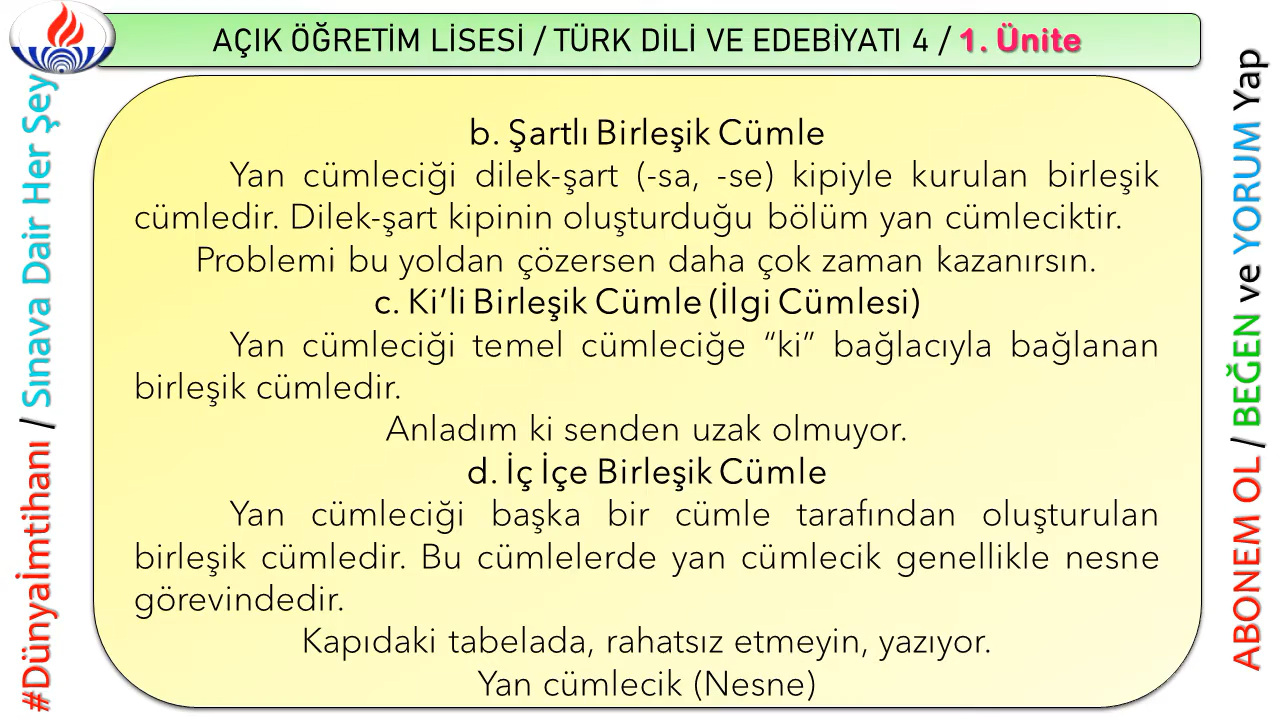 AÇIK ÖĞRETİM LİSESİ / TÜRK DİLİ VE EDEBİYATI 4 / 1. Ünite
#Dünyaİmtihanı / Sınava Dair Her Şey
b. Şartlı Birleşik Cümle
Yan cümleciği dilek-şart (-sa, -se) kipiyle kurulan birleşik
cümledir. Dilek-şart kipinin oluşturduğu bölüm yan cümleciktir.
Problemi bu yoldan çözersen daha çok zaman kazanırsın.
c. Ki’li Birleşik Cümle (İlgi Cümlesi)
Yan cümleciği temel cümleciğe “ki” bağlacıyla bağlanan
birleşik cümledir.
Anladım ki senden uzak olmuyor.
d. İç İçe Birleşik Cümle
Yan cümleciği başka bir cümle tarafından oluşturulan
birleşik cümledir. Bu cümlelerde yan cümlecik genellikle nesne
görevindedir.
Kapıdaki tabelada, rahatsız etmeyin, yazıyor.
Yan cümlecik (Nesne)
ABONEM OL / BEĞEN ve YORUM Yap